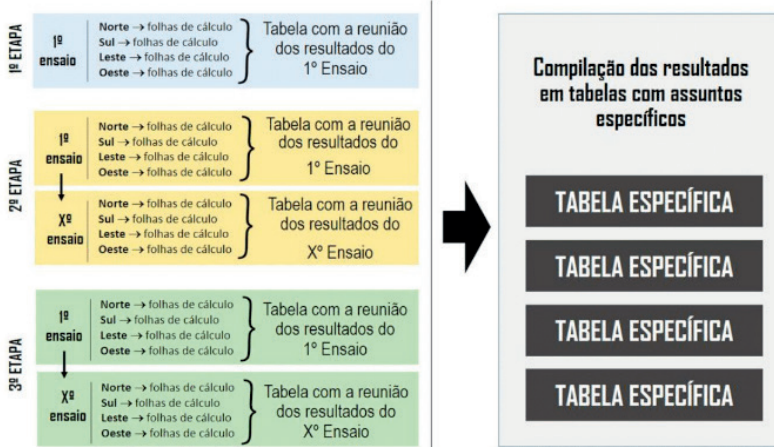 1º ETAPA
1º
ensaio
Norte → folhas de cálculo
Sul → folhas de cálculo
Leste → folhas de cálculo
Oeste → folhas de cálculo
Tabela com a reunião
dos resultados do
1º Ensaio
2º ETAPA
1º
ensaio
Norte → folhas de cálculo
Sul → folhas de cálculo
Leste → folhas de cálculo
Oeste → folhas de cálculo
Tabela com a reunião
dos resultados do
1º Ensaio
Xº
ensaio
Norte → folhas de cálculo
Sul → folhas de cálculo
Leste → folhas de cálculo
Oeste → folhas de cálculo
Tabela com a reunião
dos resultados do
Xº Ensaio
3º ETAPA
1º
ensaio
Norte → folhas de cálculo
Sul → folhas de cálculo
Leste → folhas de cálculo
Oeste → folhas de cálculo
Tabela com a reunião
dos resultados do
1º Ensaio
Xº
ensaio
Norte → folhas de cálculo
Sul → folhas de cálculo
Leste → folhas de cálculo
Oeste → folhas de cálculo
Tabela com a reunião
dos resultados do
Xº Ensaio
Compilação dos resultados
em tabelas com assuntos
específicos
TABELA ESPECÍFICA
TABELA ESPECÍFICA
TABELA ESPECÍFICA
TABELA ESPECÍFICA